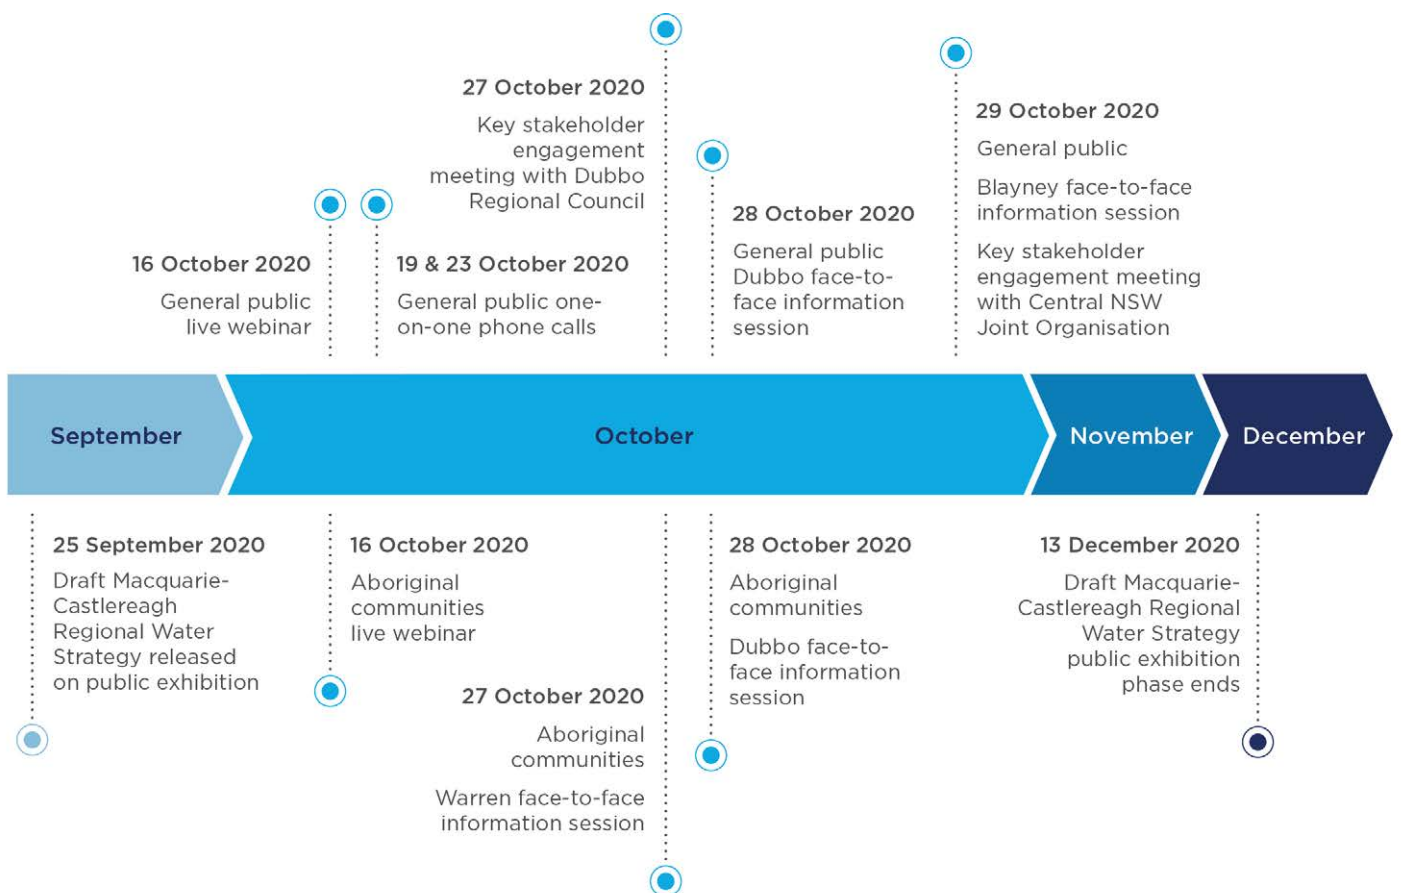 27 October 2020
Key stakeholder
engagement
meeting with Dubbo
Regional Council
29 October 2020
General public
Blayney face-to-face
information session
Key stakeholder
engagement meeting
with Central NSW
Joint Organisation
28 October 2020
General public
Dubbo face-to-
face information
session
16 October 2020
General public
live webinar
19 & 23 October 2020
General public one-
on-one phone calls
September
October
November
December
25 September 2020
Draft Macquarie-
Castlereagh
Regional Water
Strategy released
on public exhibition
16 October 2020
Aboriginal
communities
live webinar
27 October 2020
Aboriginal
communities
Warren face-to-face
information session
28 October 2020
Aboriginal
communities
Dubbo face-to-
face information
session
13 December 2020
Draft Macquarie-
Castlereagh Regional
Water Strategy
public exhibition
phase ends